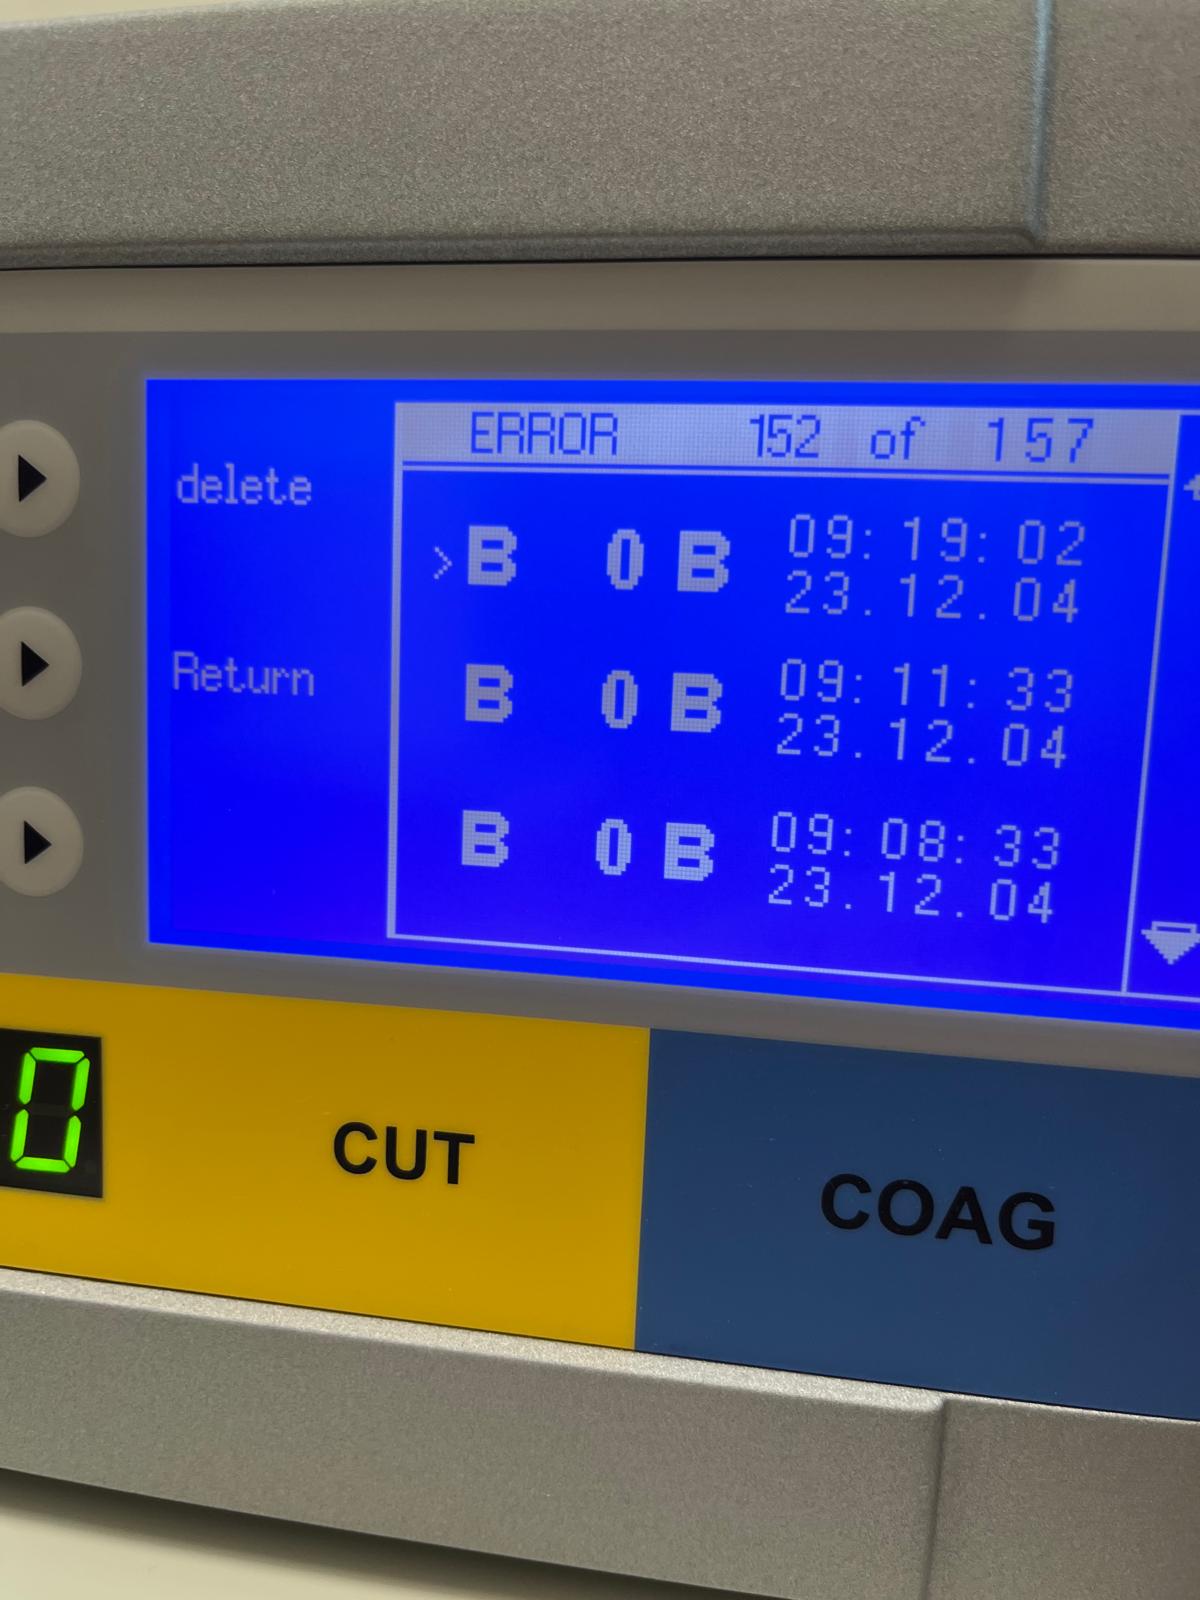 ERROR 152 of 157
delete
>B 0B 09:19:02
23.12.04
Return
B 0B 09:11:33
23.12.04
B 0B 09:08:33
23.12.04
0
CUT
COAG